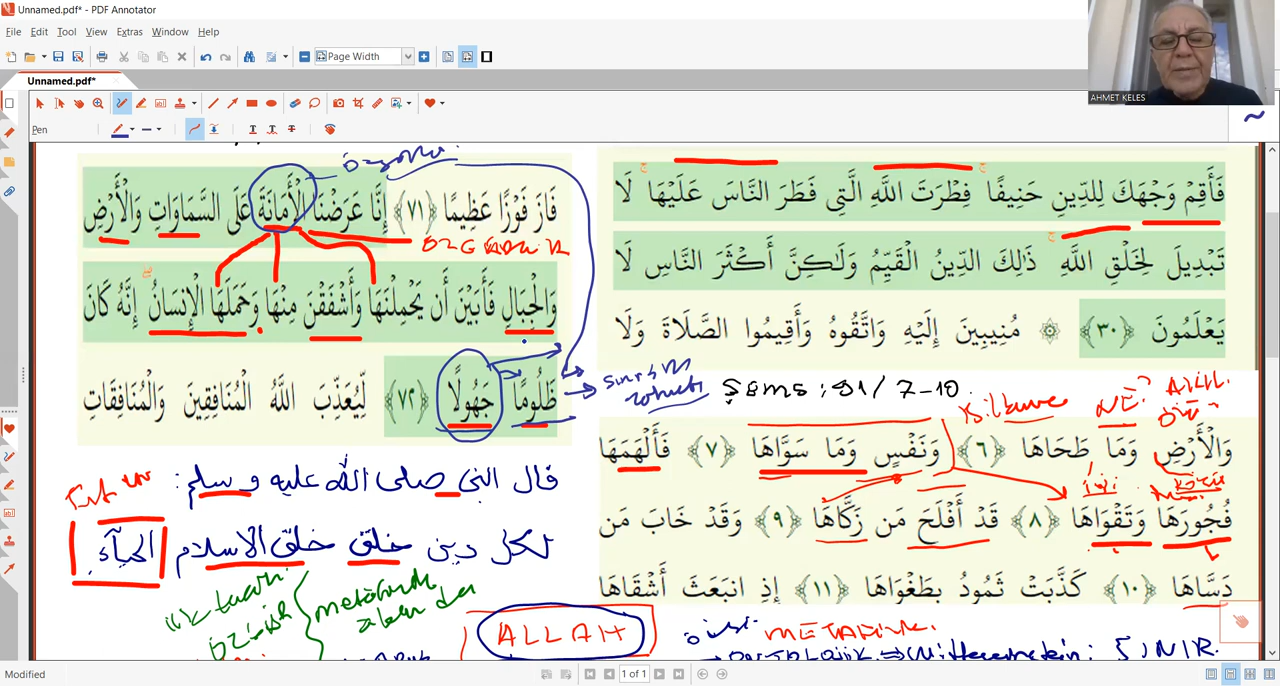 Unnamed.pdf* - PDF Annotator
File Edit Tool View Extras Window Help
Page Width
Unnamed.pdf*
Pen
AHMET KELES
فَازَ فَوْزًا عَظِيمًا ﴿٧١﴾ إِنَّا عَرَضْنَا الْأَمَانَةَ عَلَى السَّمَاوَاتِ وَالْأَرْضِ
وَالْجِبَالِ فَأَبَيْنَ أَن يَحْمِلْنَهَا وَأَشْفَقْنَ مِنْهَا وَحَمَلَهَا الْإِنسَانُ إِنَّهُ كَانَ
ظَلُومًا جَهُولًا ﴿٧٢﴾ لِّيُعَذِّبَ اللَّهُ الْمُنَافِقِينَ وَالْمُنَافِقَاتِ
قال النبى صلى الله عليه و سلم :
لكل دين خلق خلق الاسلام الحيآء
فَأَقِمْ وَجْهَكَ لِلدِّينِ حَنِيفًا فِطْرَتَ اللَّهِ الَّتِي فَطَرَ النَّاسَ عَلَيْهَا لَا
تَبْدِيلَ لِخَلْقِ اللَّهِ ذَٰلِكَ الدِّينُ الْقَيِّمُ وَلَٰكِنَّ أَكْثَرَ النَّاسِ لَا
يَعْلَمُونَ ﴿٣٠﴾ ۞ مُنِيبِينَ إِلَيْهِ وَاتَّقُوهُ وَأَقِيمُوا الصَّلَاةَ وَلَا
Şems : 91 / 7-10.
NE?
وَالْأَرْضِ وَمَا طَحَاهَا ﴿٦﴾ وَنَفْسٍ وَمَا سَوَّاهَا ﴿٧﴾ فَأَلْهَمَهَا
فُجُورَهَا وَتَقْوَاهَا ﴿٨﴾ قَدْ أَفْلَحَ مَن زَكَّاهَا ﴿٩﴾ وَقَدْ خَابَ مَن
دَسَّاهَا ﴿١٠﴾ كَذَّبَتْ ثَمُودُ بِطَغْوَاهَا ﴿١١﴾ إِذِ انبَعَثَ أَشْقَاهَا
ALLAH
1 of 1
Modified